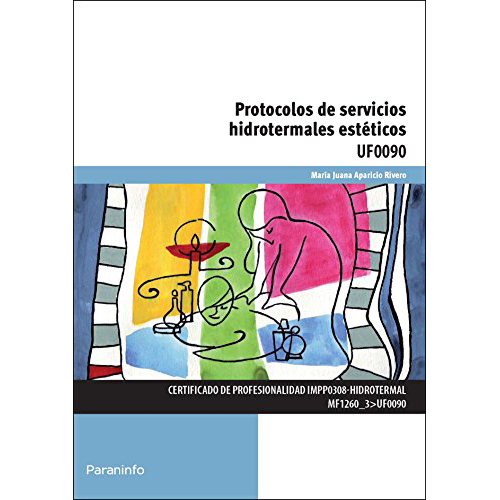 Protocolos de servicios
hidrotermales estéticos
UF0090
María Juana Aparicio Rivero
CERTIFICADO DE PROFESIONALIDAD IMPP0308-HIDROTERMAL
MF1260_3>UF0090
Paraninfo